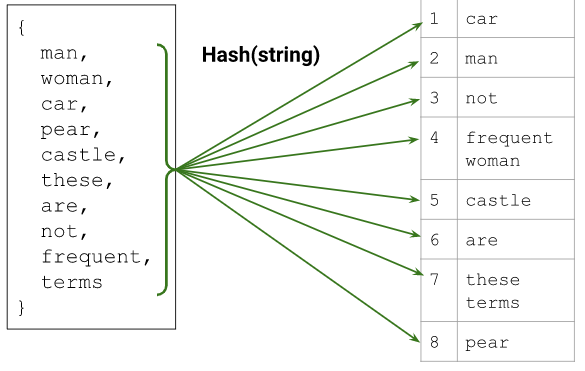 {
man,
woman,
car,
pear,
castle,
these,
are,
not,
frequent,
terms
}
Hash(string)
1 car
2 man
3 not
4 frequent
woman
5 castle
6 are
7 these
terms
8 pear